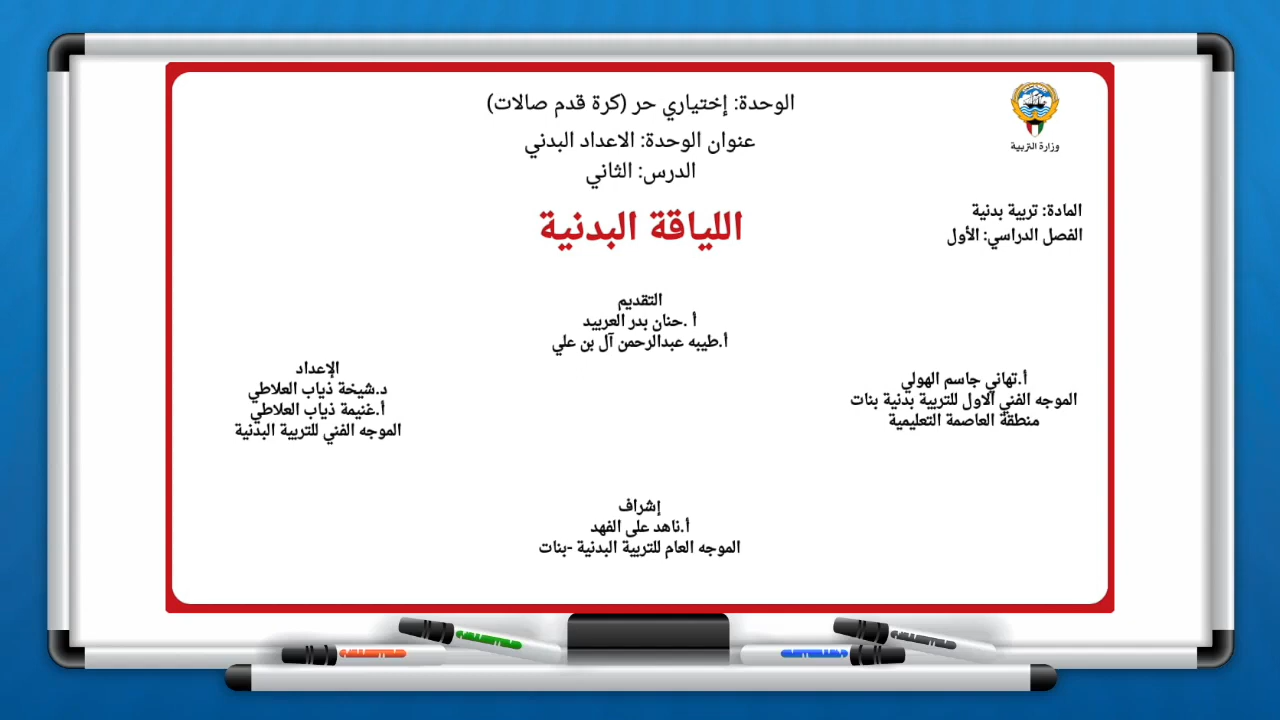 الوحدة: إختياري حر (كرة قدم صالات)
عنوان الوحدة: الاعداد البدني
الدرس: الثاني
وزارة التربية
المادة: تربية بدنية
الفصل الدراسي: الأول
اللياقة البدنية
التقديم
أ .حنان بدر العربيد
أ.طيبه عبدالرحمن آل بن علي
أ.تهاني جاسم الهولي
الموجه الفني الاول للتربية بدنية بنات
منطقة العاصمة التعليمية
الإعداد
د.شيخة ذياب العلاطي
أ.غنيمة ذياب العلاطي
الموجه الفني للتربية البدنية
إشراف
أ.ناهد على الفهد
الموجه العام للتربية البدنية -بنات